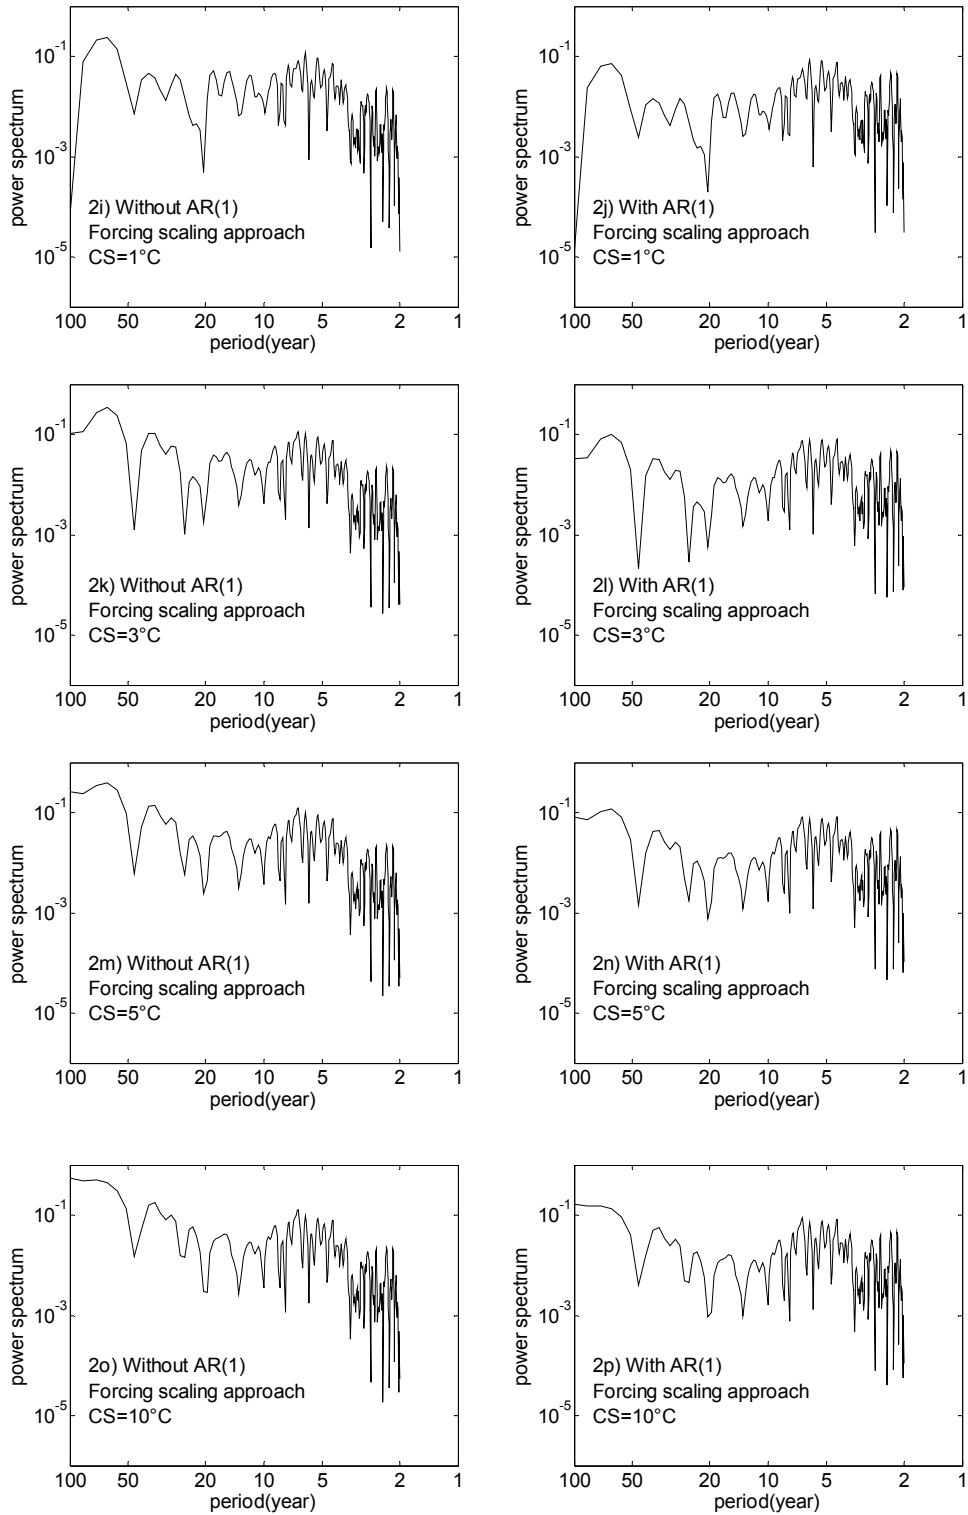 power spectrum
10^-1
10^-3
10^-5
2i) Without AR(1)
Forcing scaling approach
CS=1°C
100 50 20 10 5 2 1
period(year)
power spectrum
10^-1
10^-3
10^-5
2j) With AR(1)
Forcing scaling approach
CS=1°C
100 50 20 10 5 2 1
period(year)
power spectrum
10^-1
10^-3
10^-5
2k) Without AR(1)
Forcing scaling approach
CS=3°C
100 50 20 10 5 2 1
period(year)
power spectrum
10^-1
10^-3
10^-5
2l) With AR(1)
Forcing scaling approach
CS=3°C
100 50 20 10 5 2 1
period(year)
power spectrum
10^-1
10^-3
10^-5
2m) Without AR(1)
Forcing scaling approach
CS=5°C
100 50 20 10 5 2 1
period(year)
power spectrum
10^-1
10^-3
10^-5
2n) With AR(1)
Forcing scaling approach
CS=5°C
100 50 20 10 5 2 1
period(year)
power spectrum
10^-1
10^-3
10^-5
2o) Without AR(1)
Forcing scaling approach
CS=10°C
100 50 20 10 5 2 1
period(year)
power spectrum
10^-1
10^-3
10^-5
2p) With AR(1)
Forcing scaling approach
CS=10°C
100 50 20 10 5 2 1
period(year)